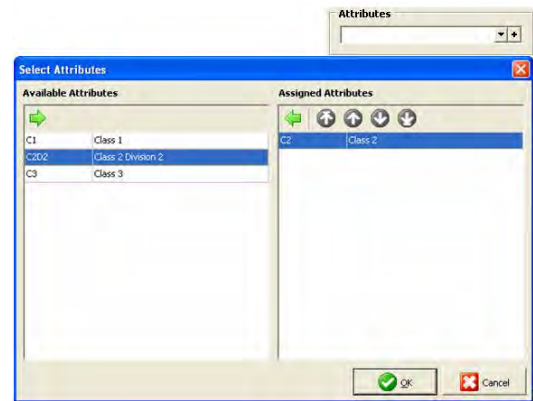 Attributes
Select Attributes
Available Attributes
Assigned Attributes
C1 Class 1
C2D2 Class 2 Division 2
C3 Class 3
C2 Class 2
OK
Cancel